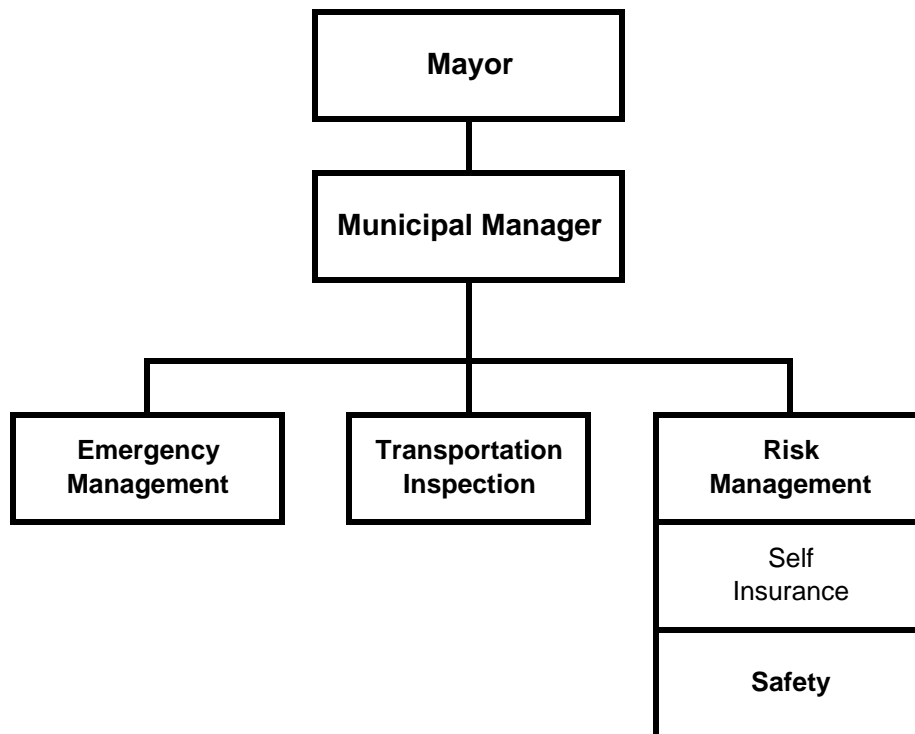 Mayor
Municipal Manager
Emergency
Management
Transportation
Inspection
Risk
Management
Self
Insurance
Safety